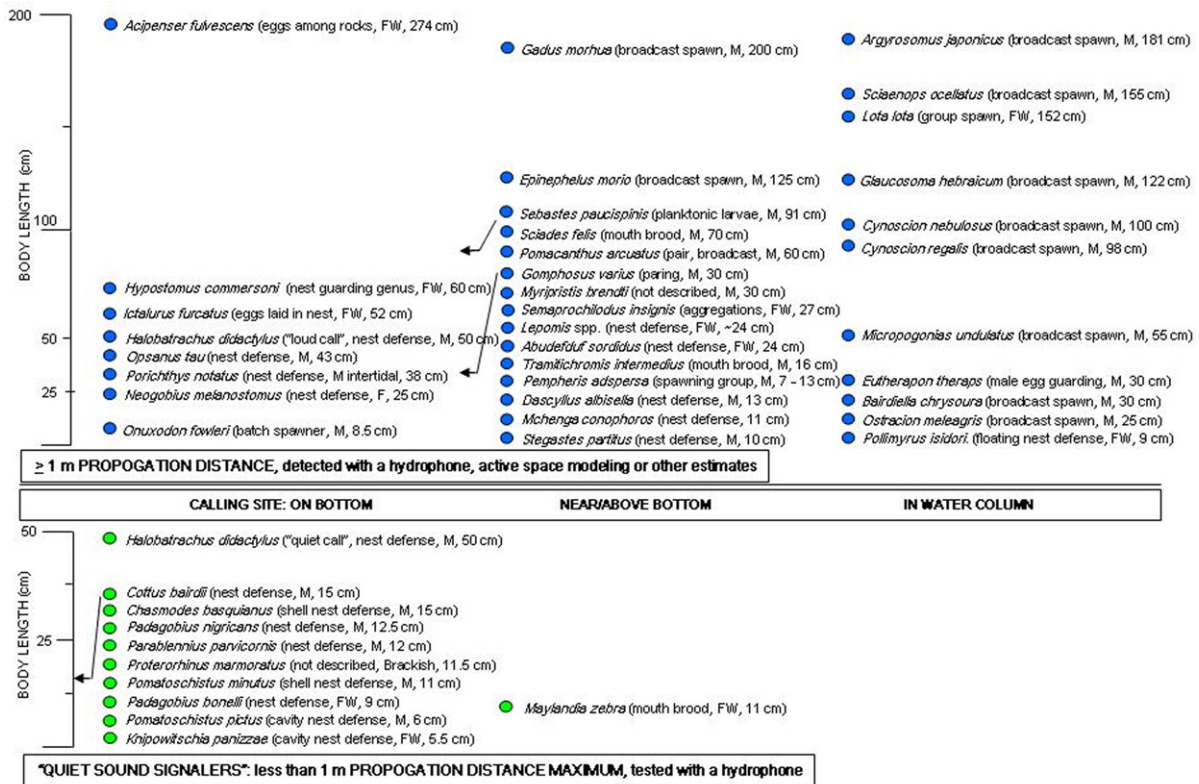 200
Acipenser fulvescens (eggs among rocks, FW, 274 cm)
Gadus morhua (broadcast spawn, M, 200 cm)
Argyrosomus japonicus (broadcast spawn, M, 181 cm)
Sciaenops ocellatus (broadcast spawn, M, 155 cm)
Lota lota (group spawn, FW, 152 cm)
BODY LENGTH (cm)
Epinephelus morio (broadcast spawn, M, 125 cm)
Glaucosoma hebraicum (broadcast spawn, M, 122 cm)
100
Sebastes paucispinis (planktonic larvae, M, 91 cm)
Sciades felis (mouth brood, M, 70 cm)
Pomacanthus arcuatus (pair, broadcast, M, 60 cm)
Gomphosus varius (paring, M, 30 cm)
Myripristis brendti (not described, M, 30 cm)
Semaprochilodus insignis (aggregations, FW, 27 cm)
Lepomis spp. (nest defense, FW, ~24 cm)
Abudefduf sordidus (nest defense, FW, 24 cm)
Tramitichromis intermedius (mouth brood, M, 16 cm)
Pempheris adspersa (spawning group, M, 7 - 13 cm)
Dascyllus albisella (nest defense, M, 13 cm)
Mchenga conophoros (nest defense, 11 cm)
Stegastes partitus (nest defense, M, 10 cm)
Cynoscion nebulosus (broadcast spawn, M, 100 cm)
Cynoscion regalis (broadcast spawn, M, 98 cm)
Micropogonias undulatus (broadcast spawn, M, 55 cm)
Eutherapon theraps (male egg guarding, M, 30 cm)
Bairdiella chrysoura (broadcast spawn, M, 30 cm)
Ostracion meleagris (broadcast spawn, M, 25 cm)
Pollimyrus isidori. (floating nest defense, FW, 9 cm)
Hypostomus commersoni (nest guarding genus, FW, 60 cm)
Ictalurus furcatus (eggs laid in nest, FW, 52 cm)
50
Halobatrachus didactylus ("loud call", nest defense, M, 50 cm)
Opsanus tau (nest defense, M, 43 cm)
Porichthys notatus (nest defense, M intertidal, 38 cm)
25
Neogobius melanostomus (nest defense, F, 25 cm)
Onuxodon fowleri (batch spawner, M, 8.5 cm)
≥ 1 m PROPOGATION DISTANCE, detected with a hydrophone, active space modeling or other estimates
CALLING SITE: ON BOTTOM
NEAR/ABOVE BOTTOM
IN WATER COLUMN
50
Halobatrachus didactylus ("quiet call", nest defense, M, 50 cm)
BODY LENGTH (cm)
Cottus bairdii (nest defense, M, 15 cm)
Chasmodes basquianus (shell nest defense, M, 15 cm)
Padagobius nigricans (nest defense, M, 12.5 cm)
25
Parablennius parvicornis (nest defense, M, 12 cm)
Proterorhinus marmoratus (not described, Brackish, 11.5 cm)
Pomatoschistus minutus (shell nest defense, M, 11 cm)
Padagobius bonelli (nest defense, FW, 9 cm)
Pomatoschistus pictus (cavity nest defense, M, 6 cm)
Knipowitschia panizzae (cavity nest defense, FW, 5.5 cm)
Maylandia zebra (mouth brood, FW, 11 cm)
"QUIET SOUND SIGNALERS": less than 1 m PROPOGATION DISTANCE MAXIMUM, tested with a hydrophone